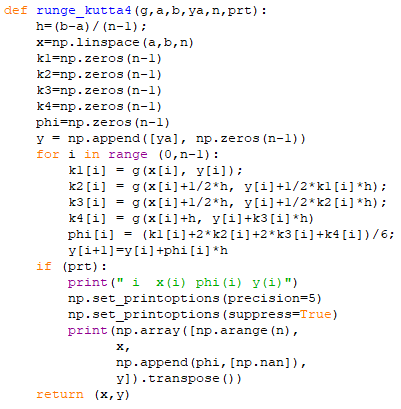 def runge_kutta4(g,a,b,ya,n,prt):
    h=(b-a)/(n-1);
    x=np.linspace(a,b,n)
    k1=np.zeros(n-1)
    k2=np.zeros(n-1)
    k3=np.zeros(n-1)
    k4=np.zeros(n-1)
    phi=np.zeros(n-1)
    y = np.append([ya], np.zeros(n-1))
    for i in range (0,n-1):
        k1[i] = g(x[i], y[i]);
        k2[i] = g(x[i]+1/2*h, y[i]+1/2*k1[i]*h);
        k3[i] = g(x[i]+1/2*h, y[i]+1/2*k2[i]*h);
        k4[i] = g(x[i]+h, y[i]+k3[i]*h)
        phi[i] = (k1[i]+2*k2[i]+2*k3[i]+k4[i])/6;
        y[i+1]=y[i]+phi[i]*h
    if (prt):
        print(" i  x(i) phi(i) y(i)")
        np.set_printoptions(precision=5)
        np.set_printoptions(suppress=True)
        print(np.array([np.arange(n),
              x,
              np.append(phi,[np.nan]),
              y]).transpose())
    return (x,y)